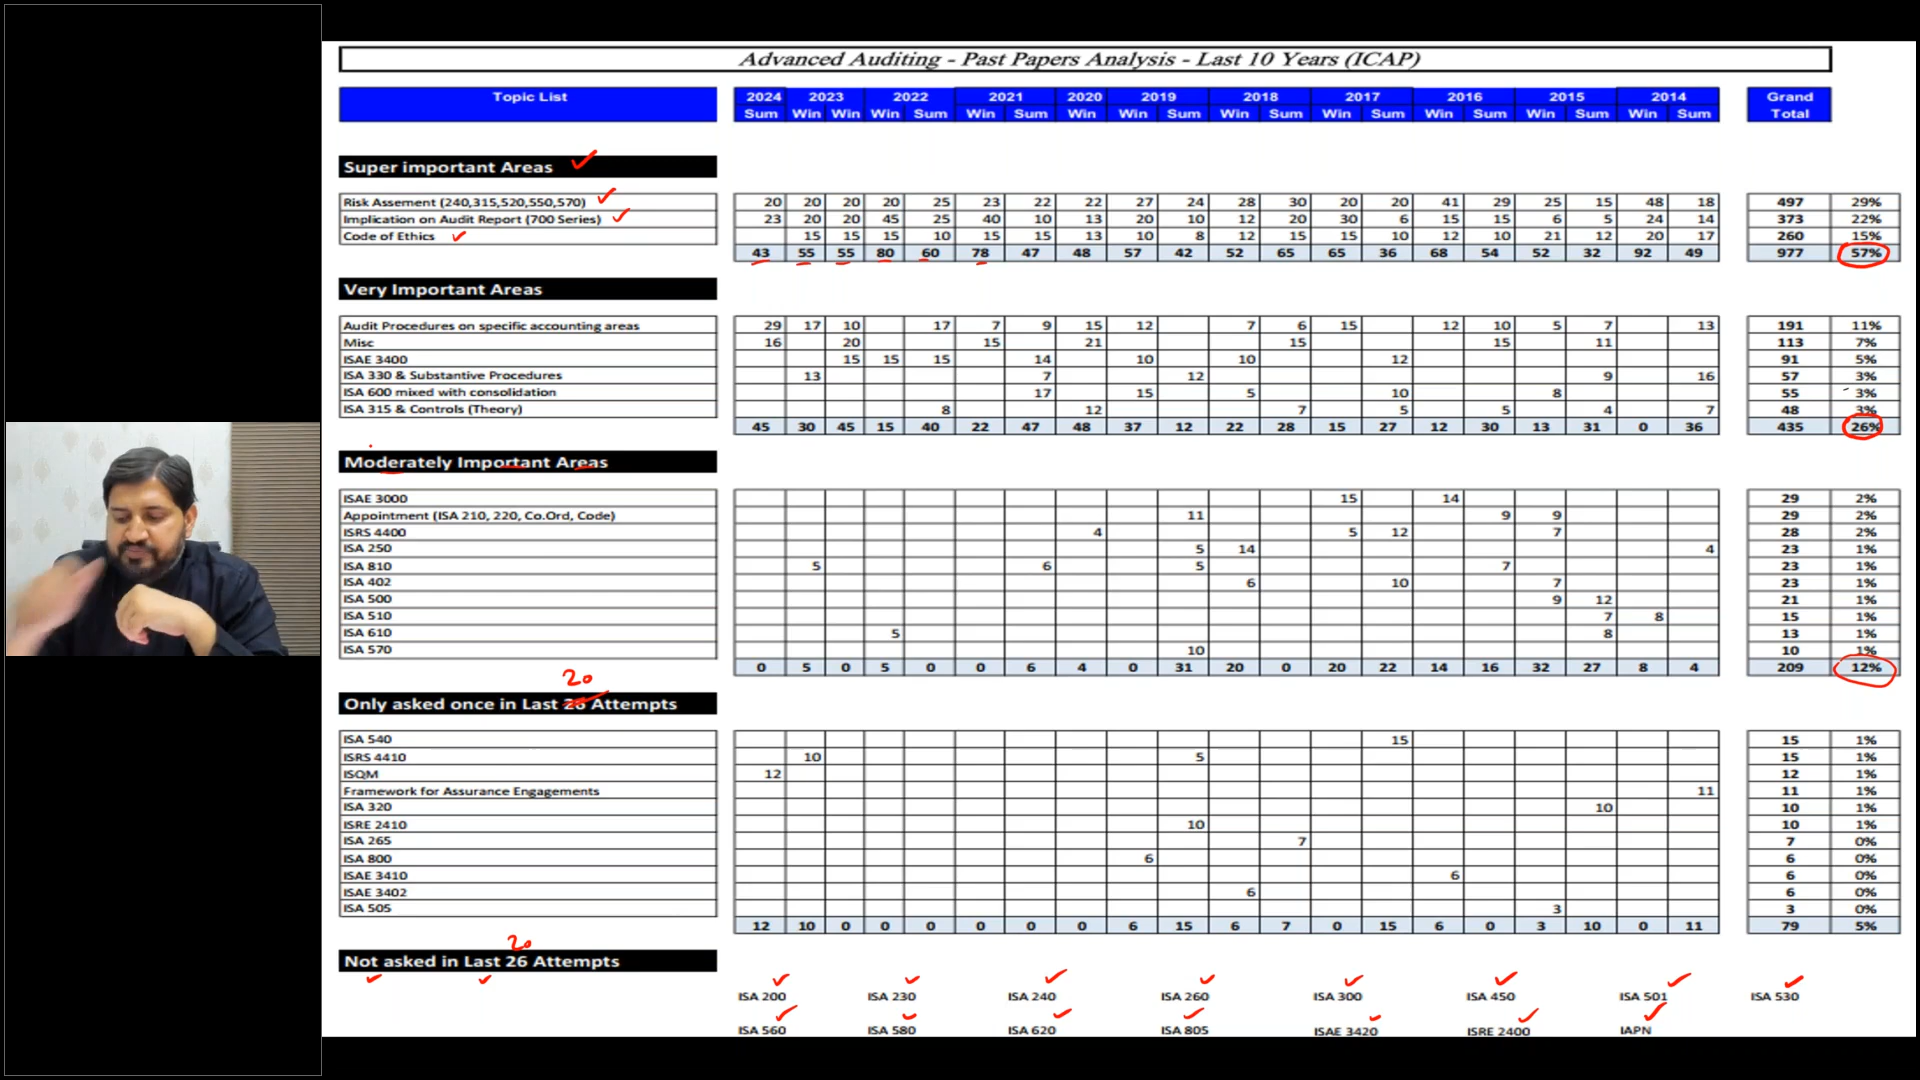 Advanced Auditing - Past Papers Analysis - Last 10 Years (ICAP)
Topic List 2024 2023 2022 2021 2020 2019 2018 2017 2016 2015 2014 Grand Total
Sum Win Win Win Sum Win Sum Win Win Sum Win Sum Win Sum Win Sum Win Sum Win Sum
Super important Areas
Risk Assement (240,315,520,550,570) 20 20 20 20 25 23 22 22 27 24 28 30 20 20 41 29 25 15 48 18 497 29%
Implication on Audit Report (700 Series) 23 20 20 45 25 40 10 13 20 10 12 20 30 6 15 15 6 5 24 14 373 22%
Code of Ethics 15 15 15 10 15 15 13 10 8 12 15 15 10 12 10 21 12 20 17 260 15%
43 55 55 80 60 78 47 48 57 42 52 65 65 36 68 54 52 32 92 49 977 57%
Very Important Areas
Audit Procedures on specific accounting areas 29 17 10 17 7 9 15 12 7 6 15 12 10 5 7 13 191 11%
Misc 16 20 15 21 15 15 11 113 7%
ISAE 3400 15 15 15 14 10 10 12 91 5%
ISA 330 & Substantive Procedures 13 7 12 9 16 57 3%
ISA 600 mixed with consolidation 17 15 5 10 8 55 3%
ISA 315 & Controls (Theory) 8 12 7 5 5 4 7 48 3%
45 30 45 15 40 22 47 48 37 12 22 28 15 27 12 30 13 31 0 36 435 26%
Moderately Important Areas
ISAE 3000 15 14 29 2%
Appointment (ISA 210, 220, Co.Ord, Code) 11 9 9 29 2%
ISRS 4400 4 5 12 7 28 2%
ISA 250 5 14 4 23 1%
ISA 810 5 6 5 7 23 1%
ISA 402 6 10 7 23 1%
ISA 500 9 12 21 1%
ISA 510 7 8 15 1%
ISA 610 5 8 13 1%
ISA 570 10 10 1%
0 5 0 5 0 0 6 4 0 31 20 0 20 22 14 16 32 27 8 4 209 12%
20
Only asked once in Last 26 Attempts
ISA 540 15 15 1%
ISRS 4410 10 5 15 1%
ISQM 12 12 1%
Framework for Assurance Engagements 11 11 1%
ISA 320 10 10 1%
ISRE 2410 10 10 1%
ISA 265 7 7 0%
ISA 800 6 6 0%
ISAE 3410 6 6 0%
ISAE 3402 6 6 0%
ISA 505 3 3 0%
12 10 0 0 0 0 0 0 6 15 6 7 0 15 6 0 3 10 0 11 79 5%
20
Not asked in Last 26 Attempts
ISA 200 ISA 230 ISA 240 ISA 260 ISA 300 ISA 450 ISA 501 ISA 530
ISA 560 ISA 580 ISA 620 ISA 805 ISAE 3420 ISRE 2400 IAPN